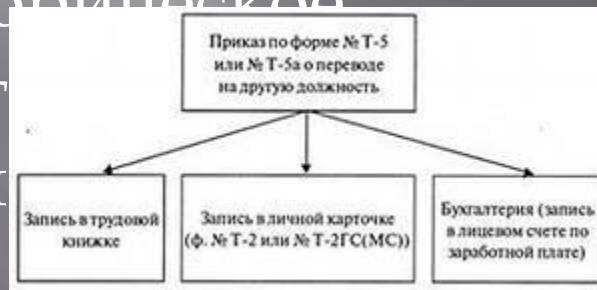 Приказ по форме № Т-5
или № Т-5а о переводе
на другую должность
Запись в трудовой
книжке
Запись в личной карточке
(ф. № Т-2 или № Т-2ГС(МС))
Бухгалтерия (запись
в лицевом счете по
заработной плате)